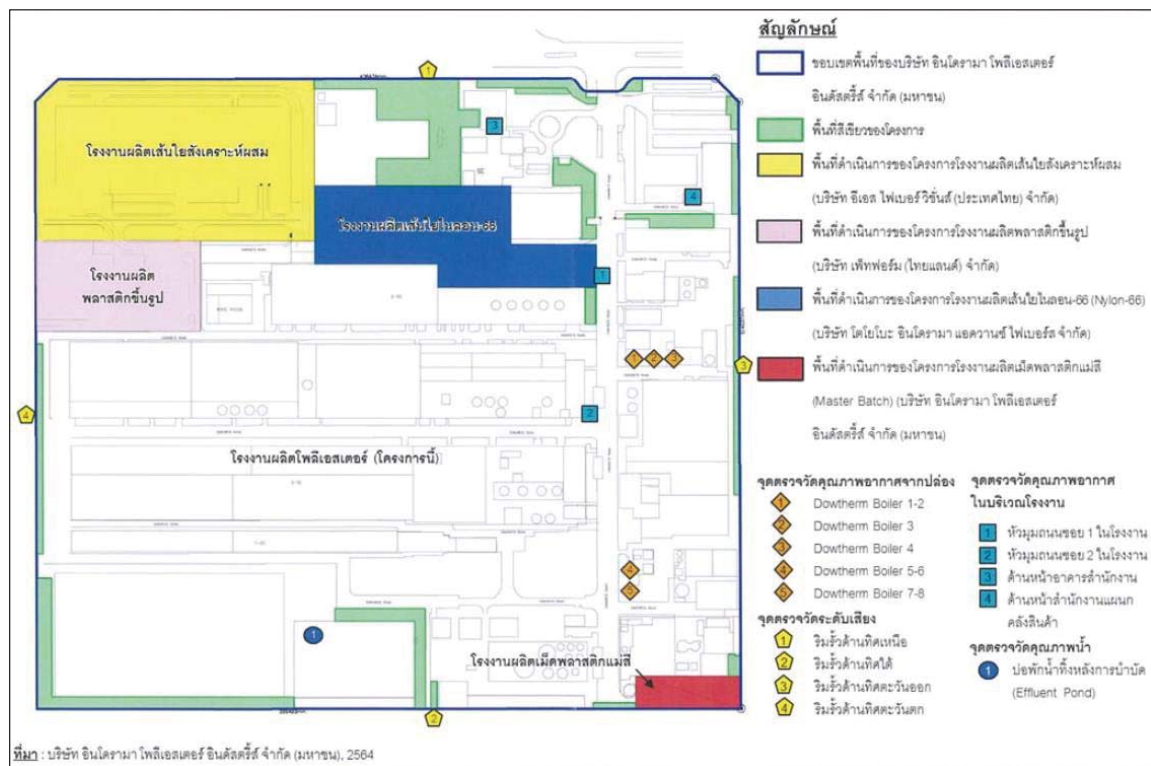 สัญลักษณ์
ขอบเขตพื้นที่ของบริษัท อินโดรามา โพลีเอสเตอร์
อินดัสตรี้ส์ จำกัด (มหาชน)
พื้นที่สีเขียวของโครงการ
พื้นที่ดำเนินการของโครงการโรงงานผลิตเส้นใยสังเคราะห์ผสม
(บริษัท อีเอส ไฟเบอร์ วิชั่นส์ (ประเทศไทย) จำกัด)
พื้นที่ดำเนินการของโครงการโรงงานผลิตพลาสติกขึ้นรูป
(บริษัท เพ็ทฟอร์ม (ไทยแลนด์) จำกัด)
พื้นที่ดำเนินการของโครงการโรงงานผลิตเส้นใยไนลอน-66 (Nylon-66)
(บริษัท โตโยโบะ อินโดรามา แอดวานซ์ ไฟเบอร์ส จำกัด)
พื้นที่ดำเนินการของโครงการโรงงานผลิตเม็ดพลาสติกแม่สี
(Master Batch) (บริษัท อินโดรามา โพลีเอสเตอร์
อินดัสตรี้ส์ จำกัด (มหาชน)
จุดตรวจวัดคุณภาพอากาศจากปล่อง
1 Dowtherm Boiler 1-2
2 Dowtherm Boiler 3
3 Dowtherm Boiler 4
4 Dowtherm Boiler 5-6
5 Dowtherm Boiler 7-8
จุดตรวจวัดระดับเสียง
1 ริมรั้วด้านทิศเหนือ
2 ริมรั้วด้านทิศใต้
3 ริมรั้วด้านทิศตะวันออก
4 ริมรั้วด้านทิศตะวันตก
จุดตรวจวัดคุณภาพอากาศ
ในบริเวณโรงงาน
1 หัวมุมถนนซอย 1 ในโรงงาน
2 หัวมุมถนนซอย 2 ในโรงงาน
3 ด้านหน้าอาคารสำนักงาน
4 ด้านหน้าสำนักงานแผนก
คลังสินค้า
จุดตรวจวัดคุณภาพน้ำ
1 บ่อพักน้ำทิ้งหลังการบำบัด
(Effluent Pond)
1
3
โรงงานผลิตเส้นใยสังเคราะห์ผสม
4
โรงงานผลิตเส้นใยไนลอน-66
โรงงานผลิต
พลาสติกขึ้นรูป
1
1 2 3
3
4
2
โรงงานผลิตโพลีเอสเตอร์ (โครงการนี้)
4
5
1
โรงงานผลิตเม็ดพลาสติกแม่สี
2
ที่มา : บริษัท อินโดรามา โพลีเอสเตอร์ อินดัสตรี้ส์ จำกัด (มหาชน), 2564